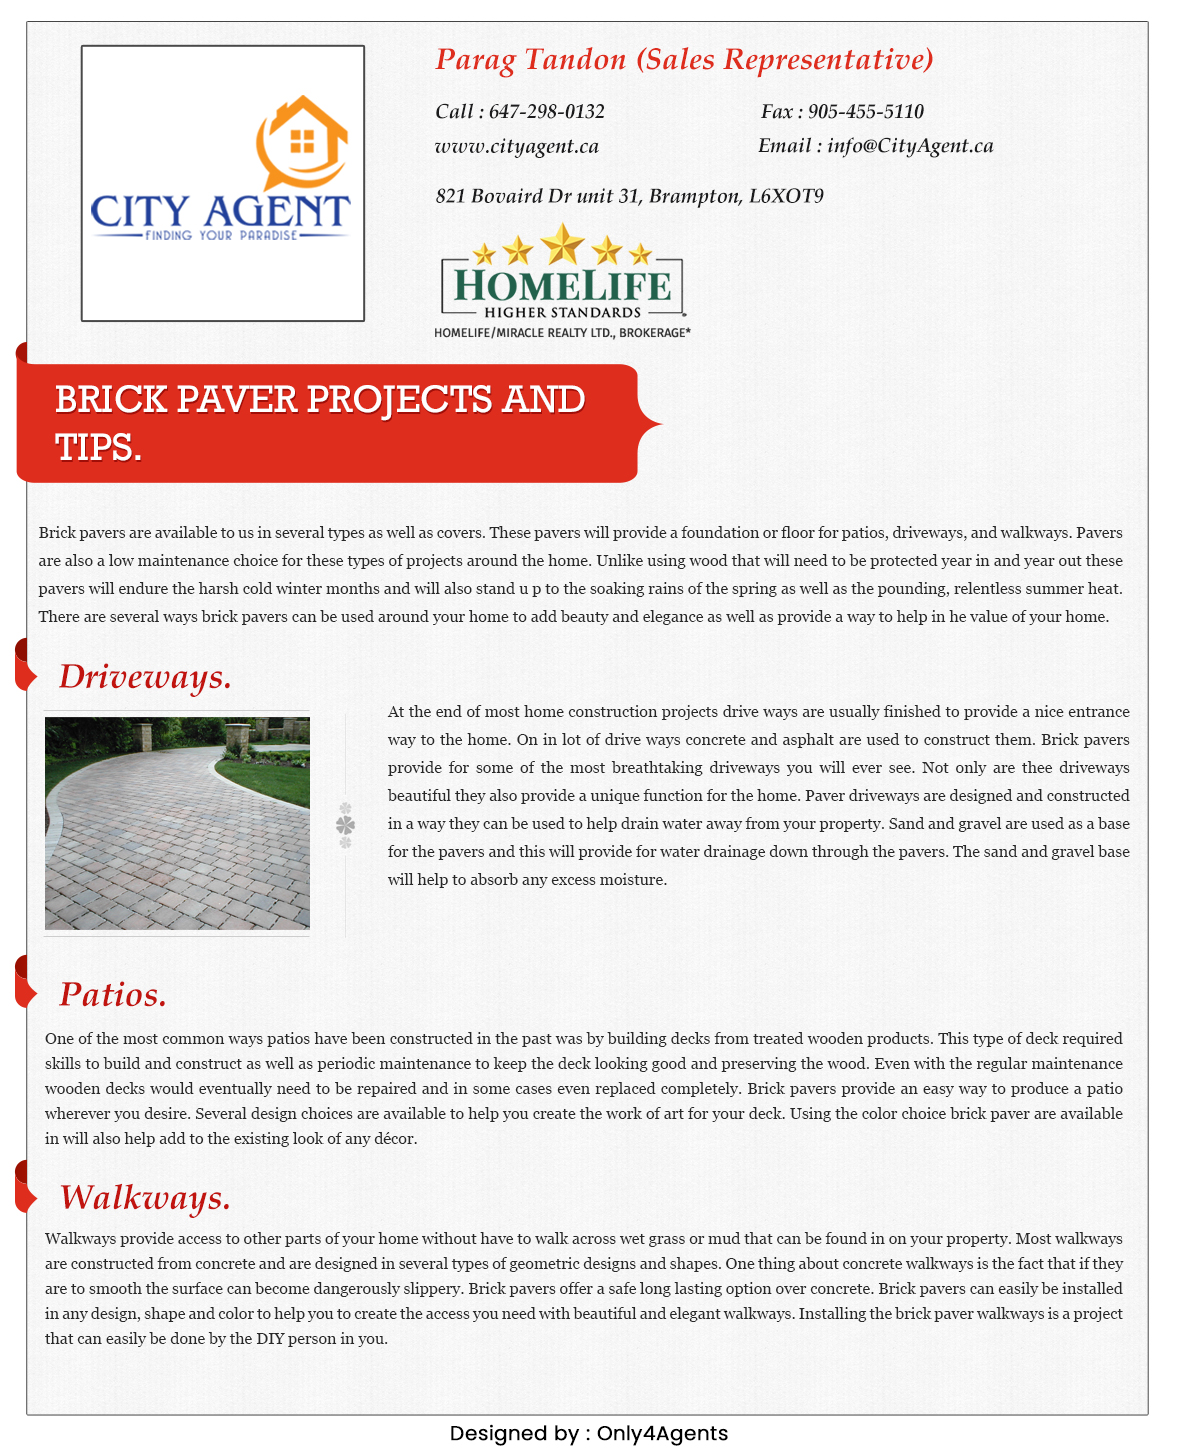 CITY AGENT
FINDING YOUR PARADISE
Parag Tandon (Sales Representative)
Call : 647-298-0132
Fax : 905-455-5110
www.cityagent.ca
Email : info@CityAgent.ca
821 Bovaird Dr unit 31, Brampton, L6XOT9
HOMELIFE
HIGHER STANDARDS
HOMELIFE/MIRACLE REALTY LTD., BROKERAGE*
BRICK PAVER PROJECTS AND
TIPS.
Brick pavers are available to us in several types as well as covers. These pavers will provide a foundation or floor for patios, driveways, and walkways. Pavers
are also a low maintenance choice for these types of projects around the home. Unlike using wood that will need to be protected year in and year out these
pavers will endure the harsh cold winter months and will also stand u p to the soaking rains of the spring as well as the pounding, relentless summer heat.
There are several ways brick pavers can be used around your home to add beauty and elegance as well as provide a way to help in he value of your home.
Driveways.
At the end of most home construction projects drive ways are usually finished to provide a nice entrance
way to the home. On in lot of drive ways concrete and asphalt are used to construct them. Brick pavers
provide for some of the most breathtaking driveways you will ever see. Not only are thee driveways
beautiful they also provide a unique function for the home. Paver driveways are designed and constructed
in a way they can be used to help drain water away from your property. Sand and gravel are used as a base
for the pavers and this will provide for water drainage down through the pavers. The sand and gravel base
will help to absorb any excess moisture.
Patios.
One of the most common ways patios have been constructed in the past was by building decks from treated wooden products. This type of deck required
skills to build and construct as well as periodic maintenance to keep the deck looking good and preserving the wood. Even with the regular maintenance
wooden decks would eventually need to be repaired and in some cases even replaced completely. Brick pavers provide an easy way to produce a patio
wherever you desire. Several design choices are available to help you create the work of art for your deck. Using the color choice brick paver are available
in will also help add to the existing look of any décor.
Walkways.
Walkways provide access to other parts of your home without have to walk across wet grass or mud that can be found in on your property. Most walkways
are constructed from concrete and are designed in several types of geometric designs and shapes. One thing about concrete walkways is the fact that if they
are to smooth the surface can become dangerously slippery. Brick pavers offer a safe long lasting option over concrete. Brick pavers can easily be installed
in any design, shape and color to help you to create the access you need with beautiful and elegant walkways. Installing the brick paver walkways is a project
that can easily be done by the DIY person in you.
Designed by : Only4Agents